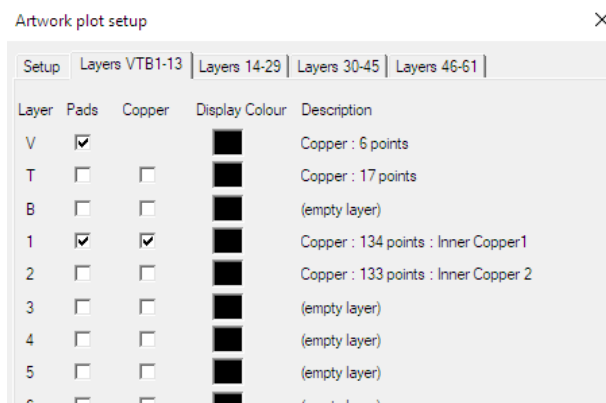 Artwork plot setup
Setup Layers VTB1-13 Layers 14-29 Layers 30-45 Layers 46-61
Layer Pads Copper Display Colour Description
V Copper : 6 points
T Copper : 17 points
B (empty layer)
1 Copper : 134 points : Inner Copper1
2 Copper : 133 points : Inner Copper 2
3 (empty layer)
4 (empty layer)
5 (empty layer)